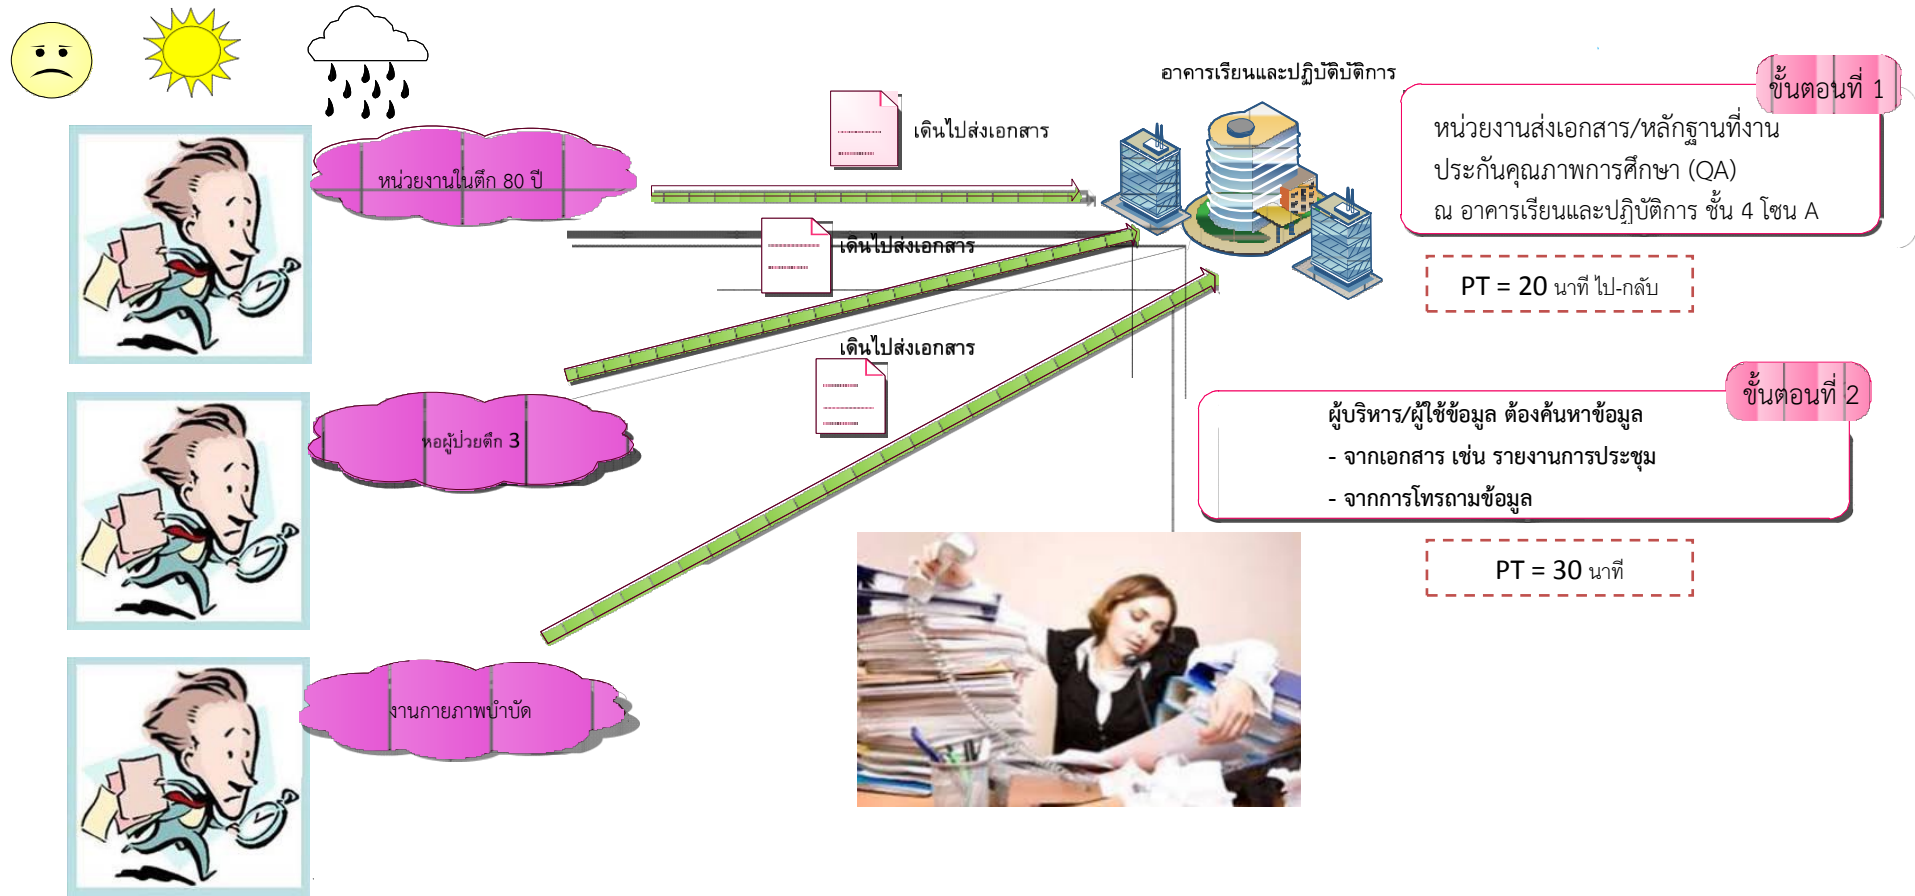 อาคารเรียนและปฏิบัติบัติการ
ขั้นตอนที่ 1
หน่วยงานส่งเอกสาร/หลักฐานที่งาน
ประกันคุณภาพการศึกษา (QA)
ณ อาคารเรียนและปฏิบัติการ ชั้น 4 โซน A
PT = 20 นาที ไป-กลับ
เดินไปส่งเอกสาร
หน่วยงานในตึก 80 ปี
เดินไปส่งเอกสาร
เดินไปส่งเอกสาร
หอผู้ป่วยตึก 3
ขั้นตอนที่ 2
ผู้บริหาร/ผู้ใช้ข้อมูล ต้องค้นหาข้อมูล
- จากเอกสาร เช่น รายงานการประชุม
- จากการโทรถามข้อมูล
PT = 30 นาที
งานกายภาพบำบัด